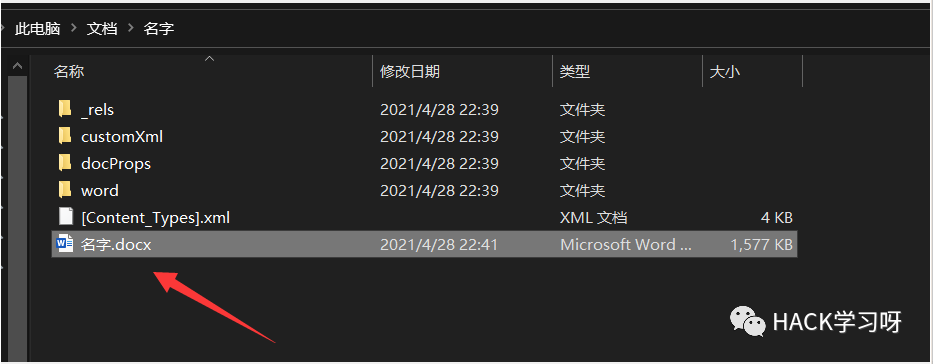 此电脑 › 文档 › 名字
名称 修改日期 类型 大小
_rels 2021/4/28 22:39 文件夹
customXml 2021/4/28 22:39 文件夹
docProps 2021/4/28 22:39 文件夹
word 2021/4/28 22:39 文件夹
[Content_Types].xml XML 文档 4 KB
名字.docx 2021/4/28 22:41 Microsoft Word ... 1,577 KB
HACK学习呀